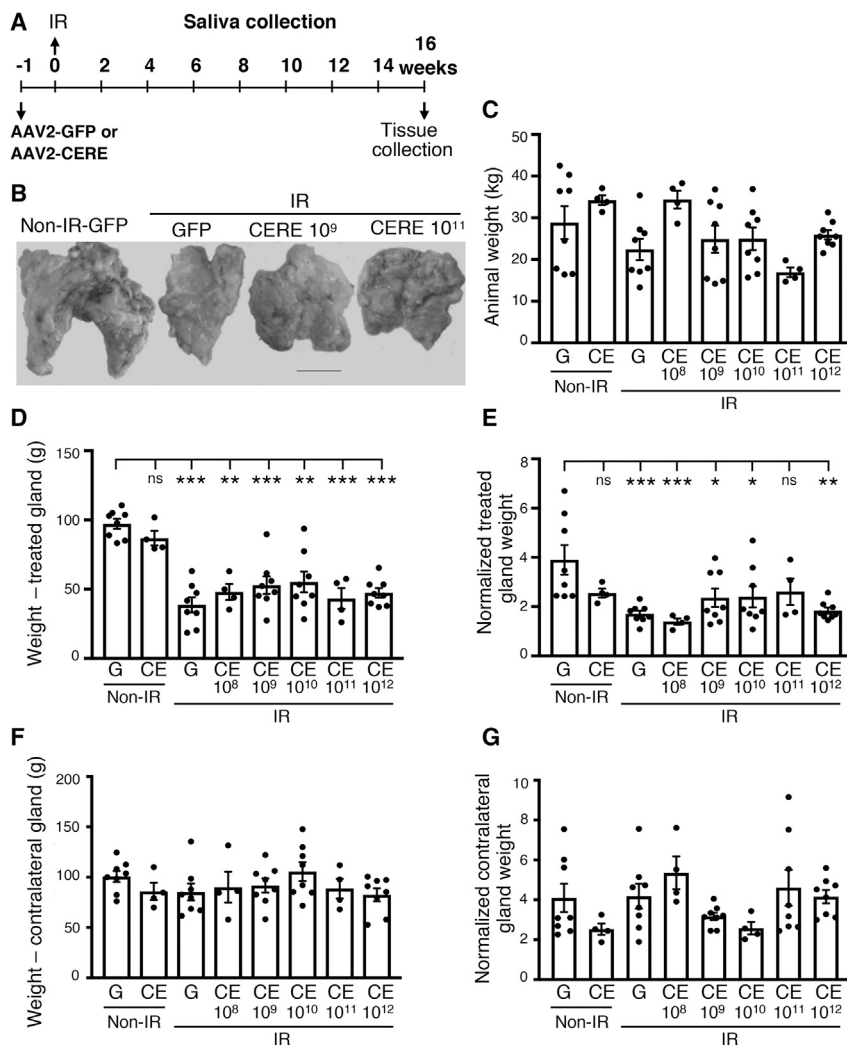 A
IR
Saliva collection
16
-1 0 2 4 6 8 10 12 14 weeks
AAV2-GFP or
AAV2-CERE
Tissue
collection
B
IR
Non-IR-GFP
GFP CERE 10⁹ CERE 10¹¹
C
Animal weight (kg)
50
40
30
20
10
0
G CE G CE CE CE CE CE
10⁸ 10⁹ 10¹⁰ 10¹¹ 10¹²
Non-IR
IR
D
Weight – treated gland (g)
150
100
50
0
ns *** ** *** ** *** ***
G CE G CE CE CE CE CE
10⁸ 10⁹ 10¹⁰ 10¹¹ 10¹²
Non-IR
IR
E
Normalized treated
gland weight
8
6
4
2
0
ns *** *** * * ns **
G CE G CE CE CE CE CE
10⁸ 10⁹ 10¹⁰ 10¹¹ 10¹²
Non-IR
IR
F
Weight – contralateral gland (g)
200
150
100
50
0
G CE G CE CE CE CE CE
10⁸ 10⁹ 10¹⁰ 10¹¹ 10¹²
Non-IR
IR
G
Normalized contralateral
gland weight
10
8
6
4
2
0
G CE G CE CE CE CE CE
10⁸ 10⁹ 10¹⁰ 10¹¹ 10¹²
Non-IR
IR